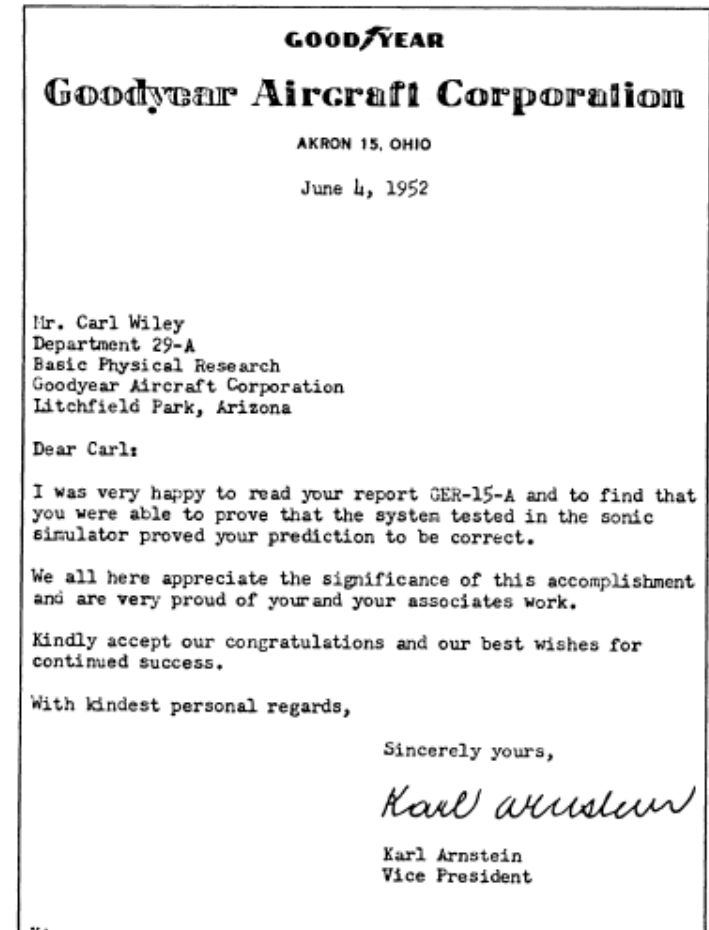 GOODYEAR
Goodyear Aircraft Corporation
AKRON 15, OHIO
June 4, 1952
Mr. Carl Wiley
Department 29-A
Basic Physical Research
Goodyear Aircraft Corporation
Litchfield Park, Arizona
Dear Carl:
I was very happy to read your report GER-15-A and to find that
you were able to prove that the system tested in the sonic
simulator proved your prediction to be correct.
We all here appreciate the significance of this accomplishment
and are very proud of your and your associates work.
Kindly accept our congratulations and our best wishes for
continued success.
With kindest personal regards,
Sincerely yours,
Karl Arnstein
Karl Arnstein
Vice President